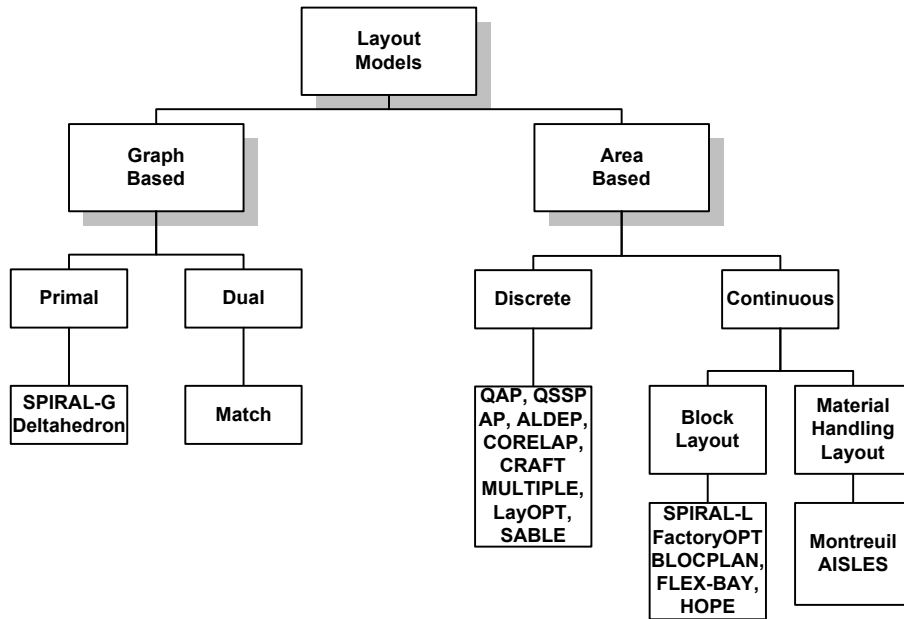 Layout
Models
Graph
Based
Area
Based
Primal
Dual
Discrete
Continuous
SPIRAL-G
Deltahedron
Match
QAP, QSSP
AP, ALDEP,
CORELAP,
CRAFT
MULTIPLE,
LayOPT,
SABLE
Block
Layout
Material
Handling
Layout
SPIRAL-L
FactoryOPT
BLOCPLAN,
FLEX-BAY,
HOPE
Montreuil
AISLES